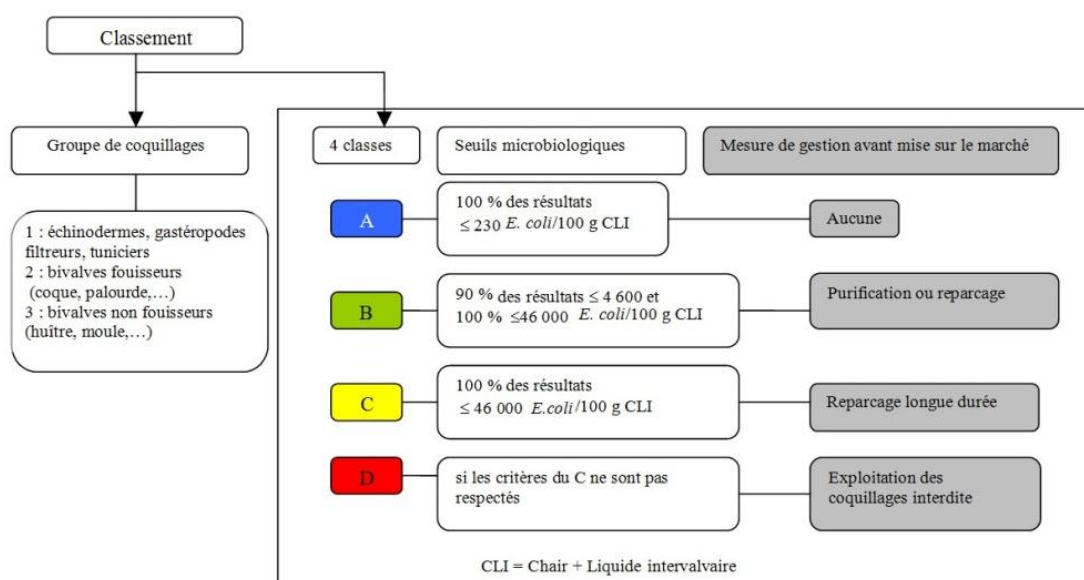 Classement
Groupe de coquillages
1 : échinodermes, gastéropodes
filtreurs, tuniciers
2 : bivalves fouisseurs
(coque, palourde,...)
3 : bivalves non fouisseurs
(huître, moule,...)
4 classes
Seuils microbiologiques
Mesure de gestion avant mise sur le marché
A
100 % des résultats
≤ 230 E. coli/100 g CLI
Aucune
B
90 % des résultats ≤ 4 600 et
100 % ≤46 000 E. coli/100 g CLI
Purification ou reparcage
C
100 % des résultats
≤ 46 000 E.coli/100 g CLI
Reparcage longue durée
D
si les critères du C ne sont pas
respectés
Exploitation des
coquillages interdite
CLI = Chair + Liquide intervalvaire